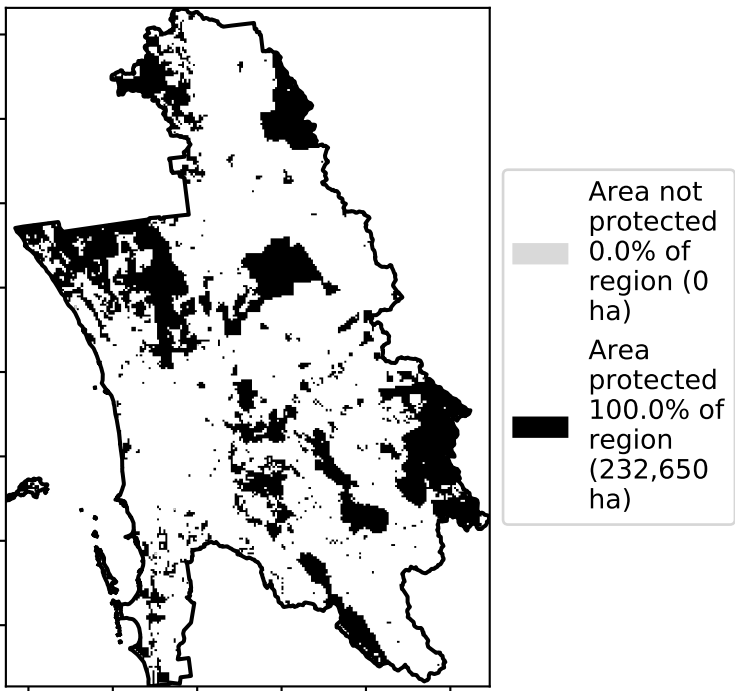 Area not
protected
0.0% of
region (0
ha)
Area
protected
100.0% of
region
(232,650
ha)